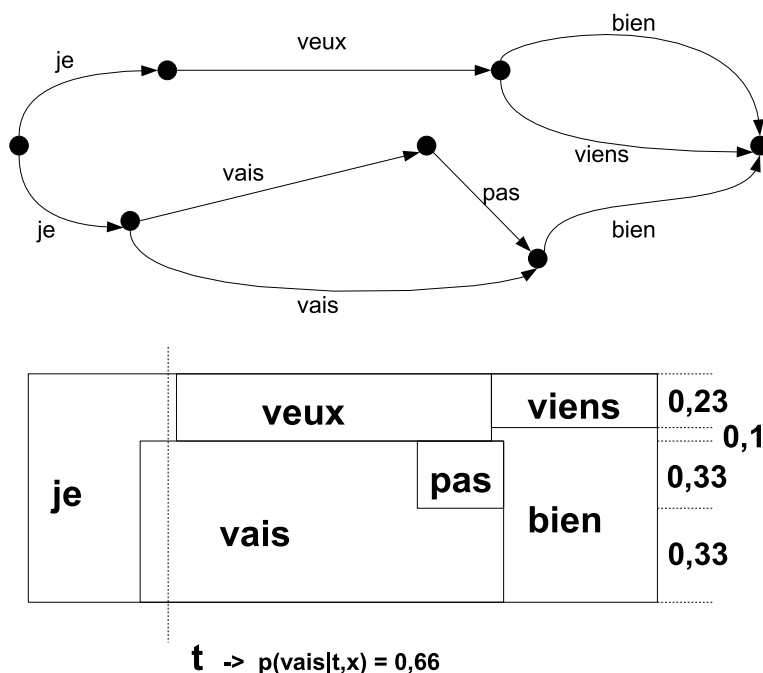 bien
veux
je
viens
vais
pas
je
bien
vais
veux
viens
0,23
0,1
je
pas
0,33
vais
bien
0,33
t -> p(vais|t,x) = 0,66